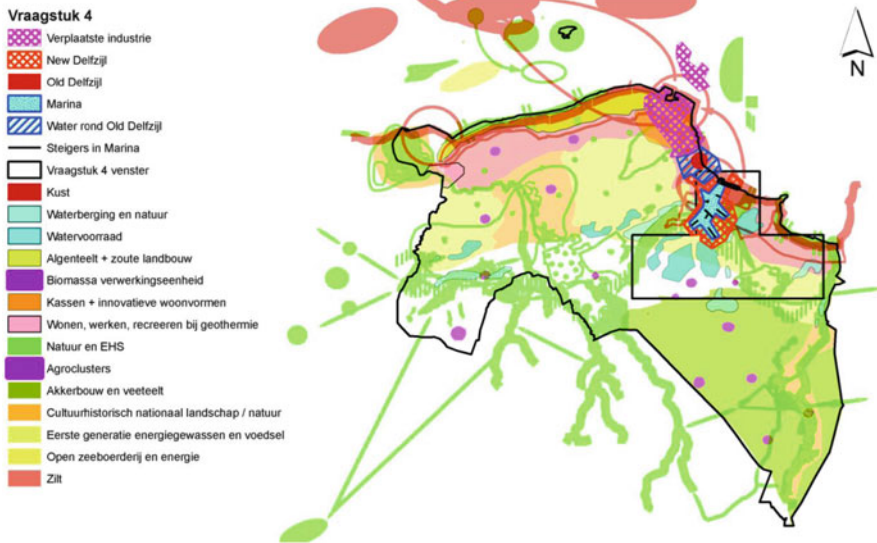 Vraagstuk 4
Verplaatste industrie
New Delfzijl
Old Delfzijl
Marina
Water rond Old Delfzijl
Steigers in Marina
Vraagstuk 4 venster
Kust
Waterberging en natuur
Watervoorraad
Algenteelt + zoute landbouw
Biomassa verwerkingseenheid
Kassen + innovatieve woonvormen
Wonen, werken, recreëren bij geothermie
Natuur en EHS
Agroclusters
Akkerbouw en veeteelt
Cultuurhistorisch nationaal landschap / natuur
Eerste generatie energiegewassen en voedsel
Open zeeboerderij en energie
Zilt
N